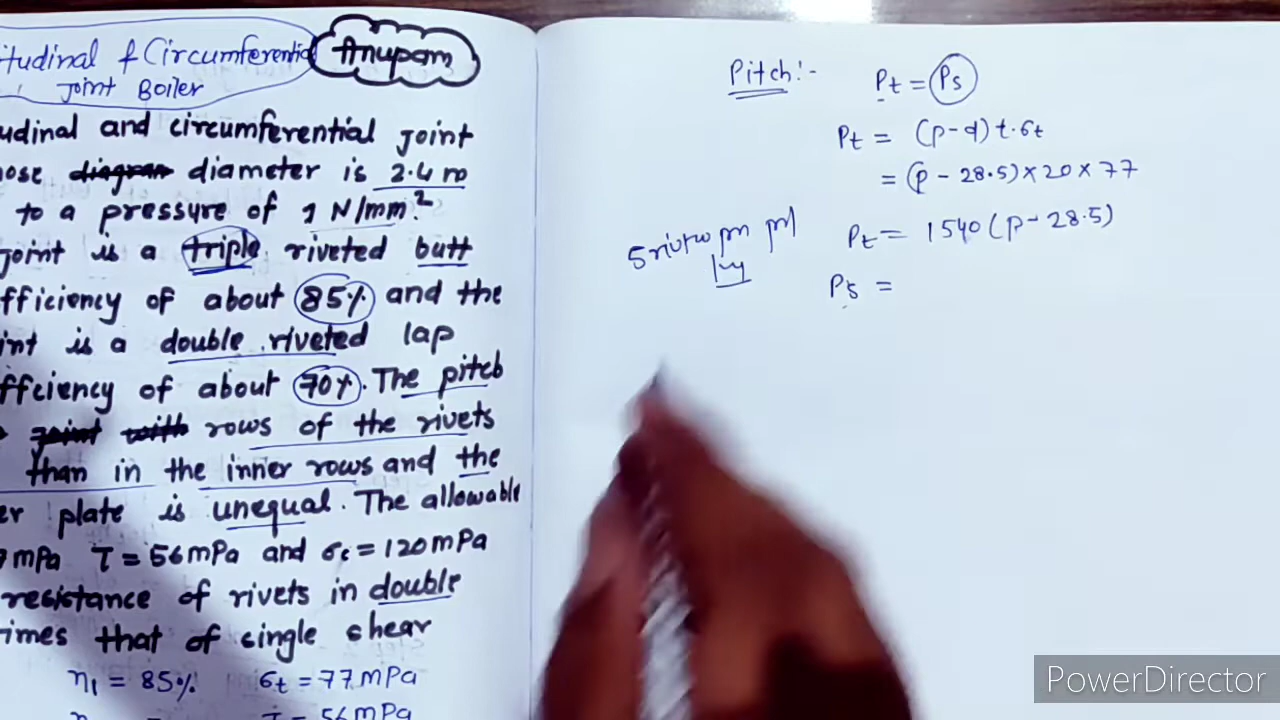 itudinal & Circumferential
Joint Boiler
Anupam
udinal and circumferential joint
ose diagram diameter is 2.4 m
to a pressure of 1 N/mm².
joint is a triple riveted butt
fficiency of about 85% and the
int is a double riveted lap
fficiency of about 70%. The pitch
joint with rows of the rivets
than in the inner rows and the
er plate is unequal. The allowable
7 mPa τ = 56 mPa and σc = 120 mPa
resistance of rivets in double
times that of single shear
η1 = 85% σt = 77 mPa
τ = 56 mPa
Pitch:- Pt = Ps
Pt = (p-d) t.σt
= (p - 28.5) × 20 × 77
Pt = 1540 (p - 28.5)
5
Ps =
PowerDirector